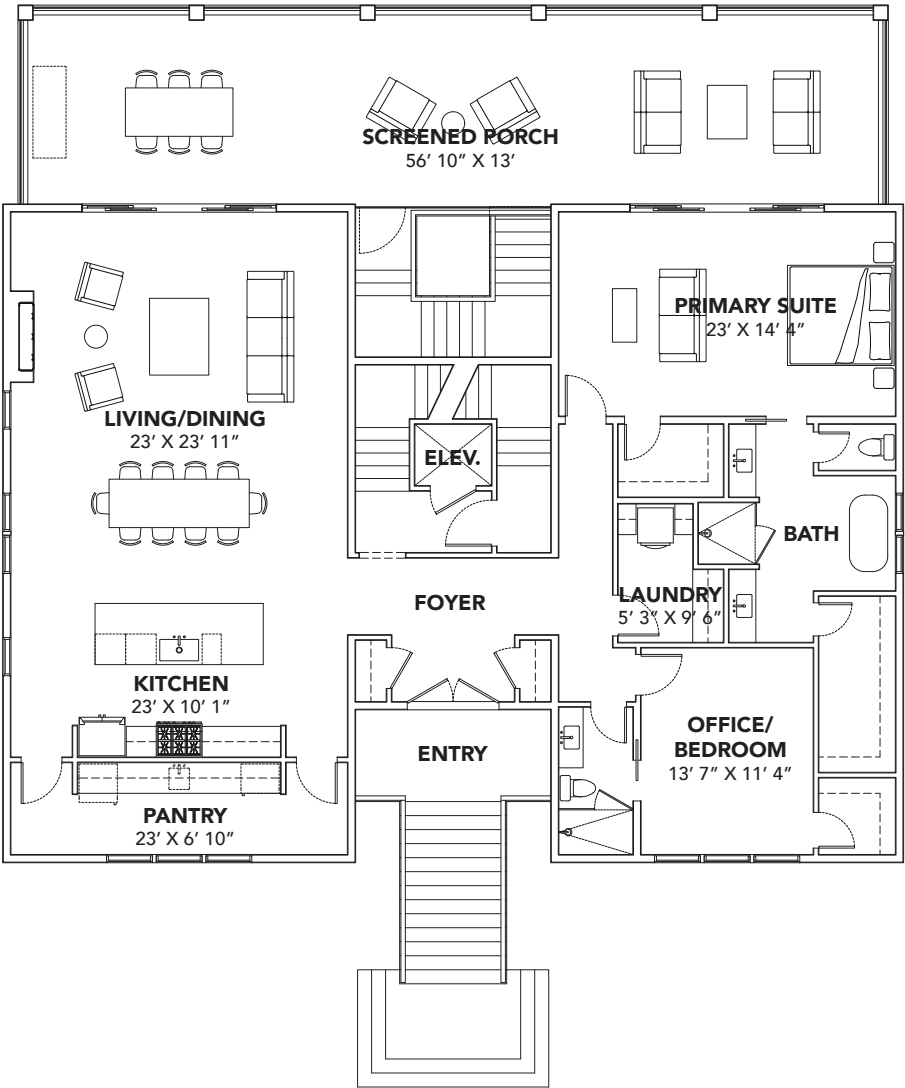 SCREENED PORCH
56’ 10” X 13’
PRIMARY SUITE
23’ X 14’ 4”
LIVING/DINING
23’ X 23’ 11”
ELEV.
BATH
LAUNDRY
5’ 3” X 9’ 6”
FOYER
KITCHEN
23’ X 10’ 1”
OFFICE/
BEDROOM
13’ 7” X 11’ 4”
ENTRY
PANTRY
23’ X 6’ 10”